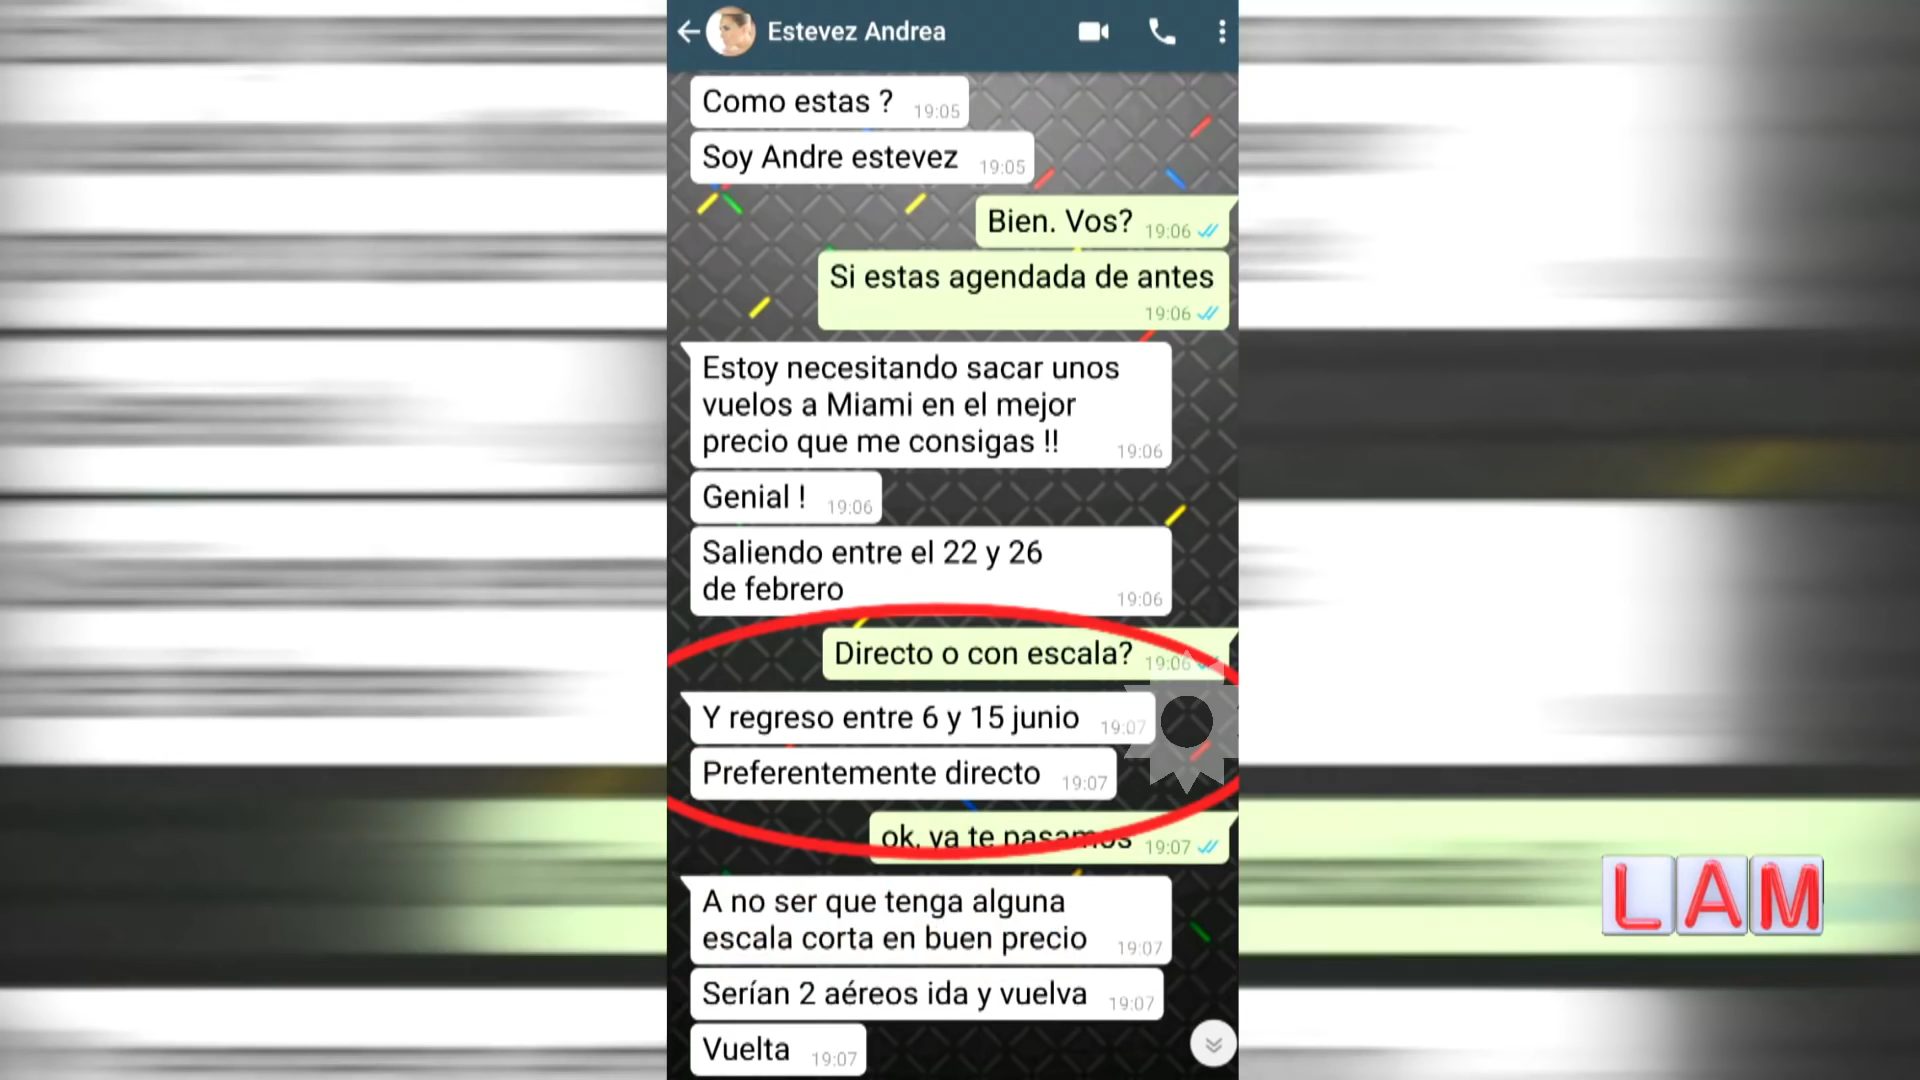 Estevez Andrea
Como estas ? 19:05
Soy Andre estevez 19:05
Bien. Vos? 19:06
Si estas agendada de antes
19:06
Estoy necesitando sacar unos
vuelos a Miami en el mejor
precio que me consigas !! 19:06
Genial ! 19:06
Saliendo entre el 22 y 26
de febrero 19:06
Directo o con escala? 19:06
Y regreso entre 6 y 15 junio 19:07
Preferentemente directo 19:07
ok, ya te pasamos 19:07
A no ser que tenga alguna
escala corta en buen precio 19:07
Serían 2 aéreos ida y vuelva 19:07
Vuelta 19:07
LAM